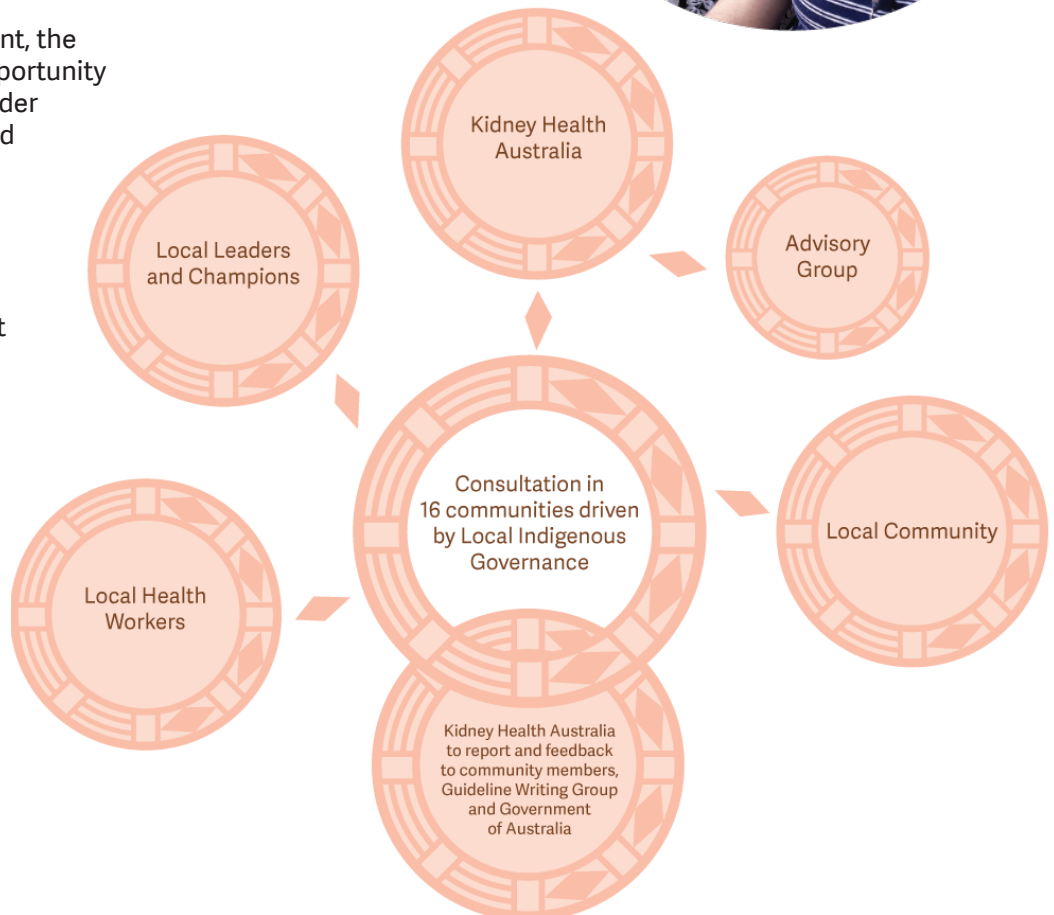 nt, the
portunity
der
d
t
Kidney Health
Australia
Local Leaders
and Champions
Advisory
Group
Consultation in
16 communities driven
by Local Indigenous
Governance
Local Community
Local Health
Workers
Kidney Health Australia
to report and feedback
to community members,
Guideline Writing Group
and Government
of Australia